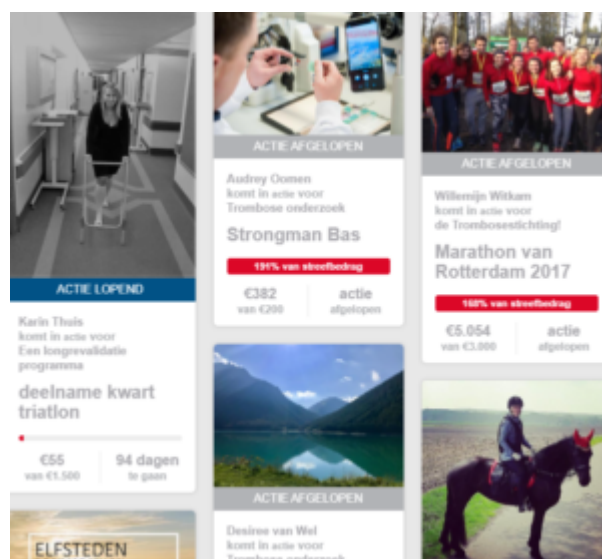 ACTIE LOPEND
Karin Thuis
komt in actie voor
Een longrevalidatie
programma
deelname kwart
triatlon
€55
van €1.500
94 dagen
te gaan
ELFSTEDEN
ACTIE AFGELOPEN
Audrey Oomen
komt in actie voor
Trombose onderzoek
Strongman Bas
191% van streefbedrag
€382
van €200
actie
afgelopen
ACTIE AFGELOPEN
Desiree van Wel
komt in actie voor
Trombose onderzoek
ACTIE AFGELOPEN
Willemijn Witkam
komt in actie voor
de Trombosestichting!
Marathon van
Rotterdam 2017
168% van streefbedrag
€5.054
van €3.000
actie
afgelopen